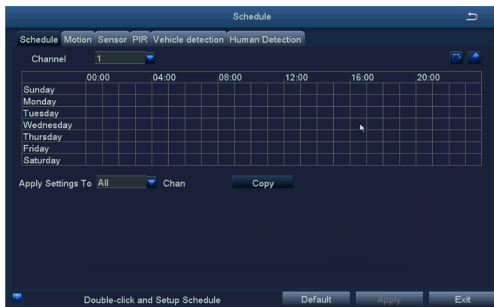 Schedule
Schedule Motion Sensor PIR Vehicle detection Human Detection
Channel 1
00:00 04:00 08:00 12:00 16:00 20:00
Sunday
Monday
Tuesday
Wednesday
Thursday
Friday
Saturday
Apply Settings To All Chan Copy
Double-click and Setup Schedule Default Apply Exit